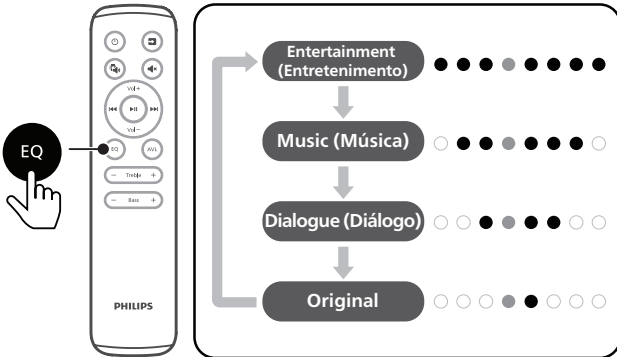 EQ
Vol+
Vol−
EQ
AVL
− Treble +
− Bass +
PHILIPS
Entertainment
(Entretenimento)
Music (Música)
Dialogue (Diálogo)
Original